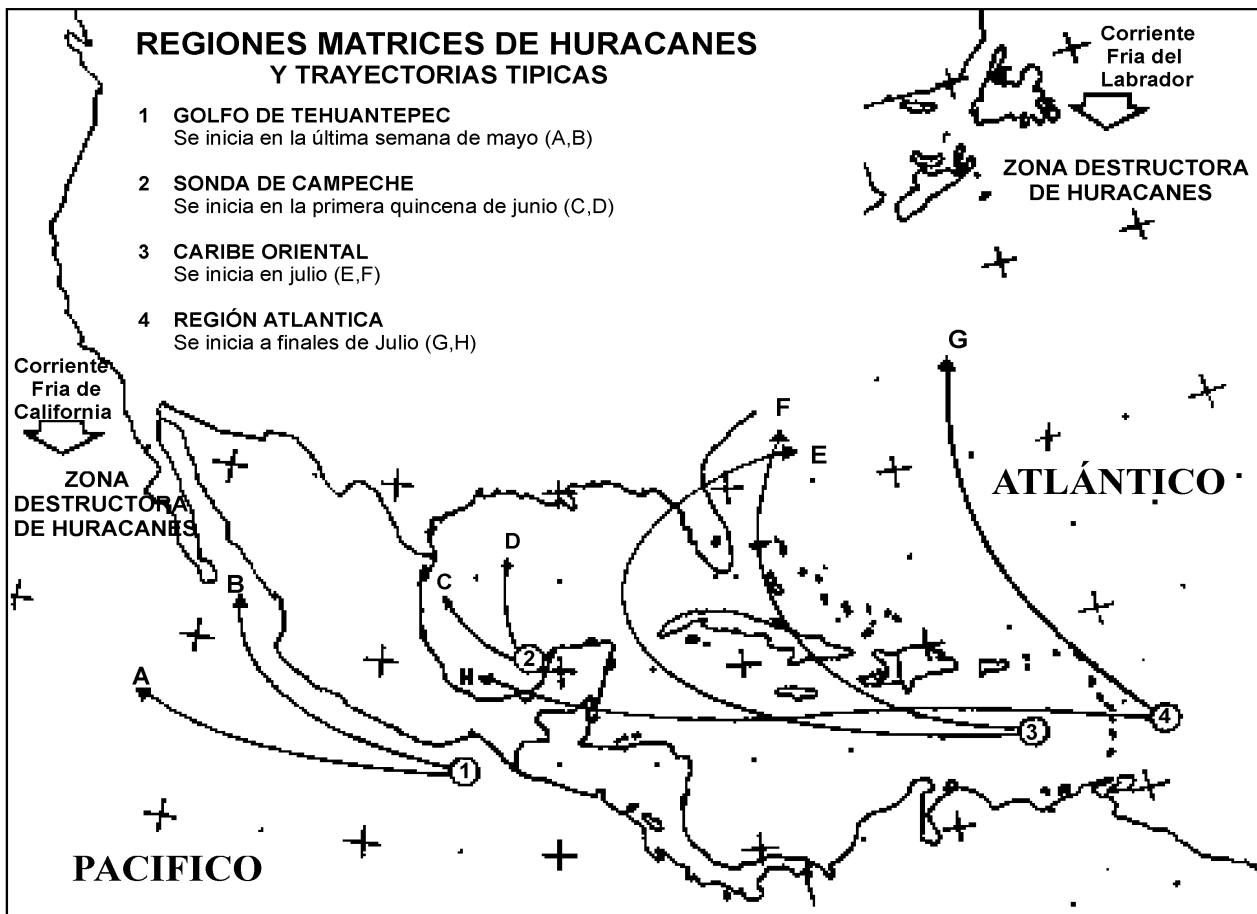 REGIONES MATRICES DE HURACANES
Y TRAYECTORIAS TIPICAS
1 GOLFO DE TEHUANTEPEC
Se inicia en la última semana de mayo (A,B)
2 SONDA DE CAMPECHE
Se inicia en la primera quincena de junio (C,D)
3 CARIBE ORIENTAL
Se inicia en julio (E,F)
4 REGIÓN ATLANTICA
Se inicia a finales de Julio (G,H)
Corriente
Fria del
Labrador
ZONA DESTRUCTORA
DE HURACANES
Corriente
Fria de
California
ZONA
DESTRUCTORA
DE HURACANES
G
F
E
ATLÁNTICO
D
C
B
A
H
2
1
3
4
PACIFICO